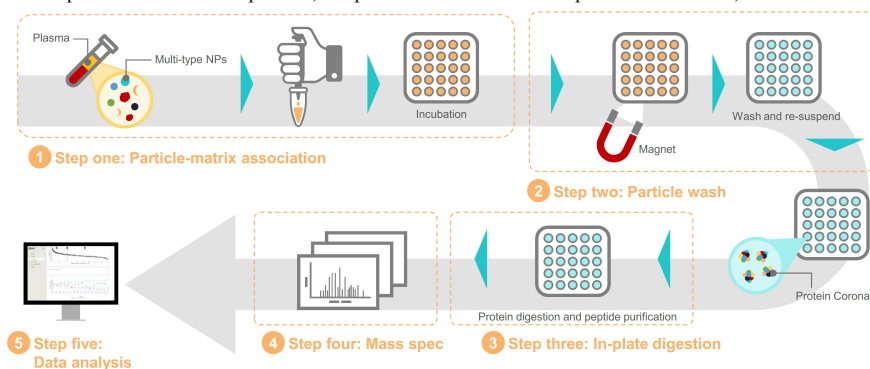 Plasma
Multi-type NPs
Incubation
1 Step one: Particle-matrix association
Magnet
Wash and re-suspend
2 Step two: Particle wash
Protein Corona
Protein digestion and peptide purification
3 Step three: In-plate digestion
4 Step four: Mass spec
5 Step five:
Data analysis